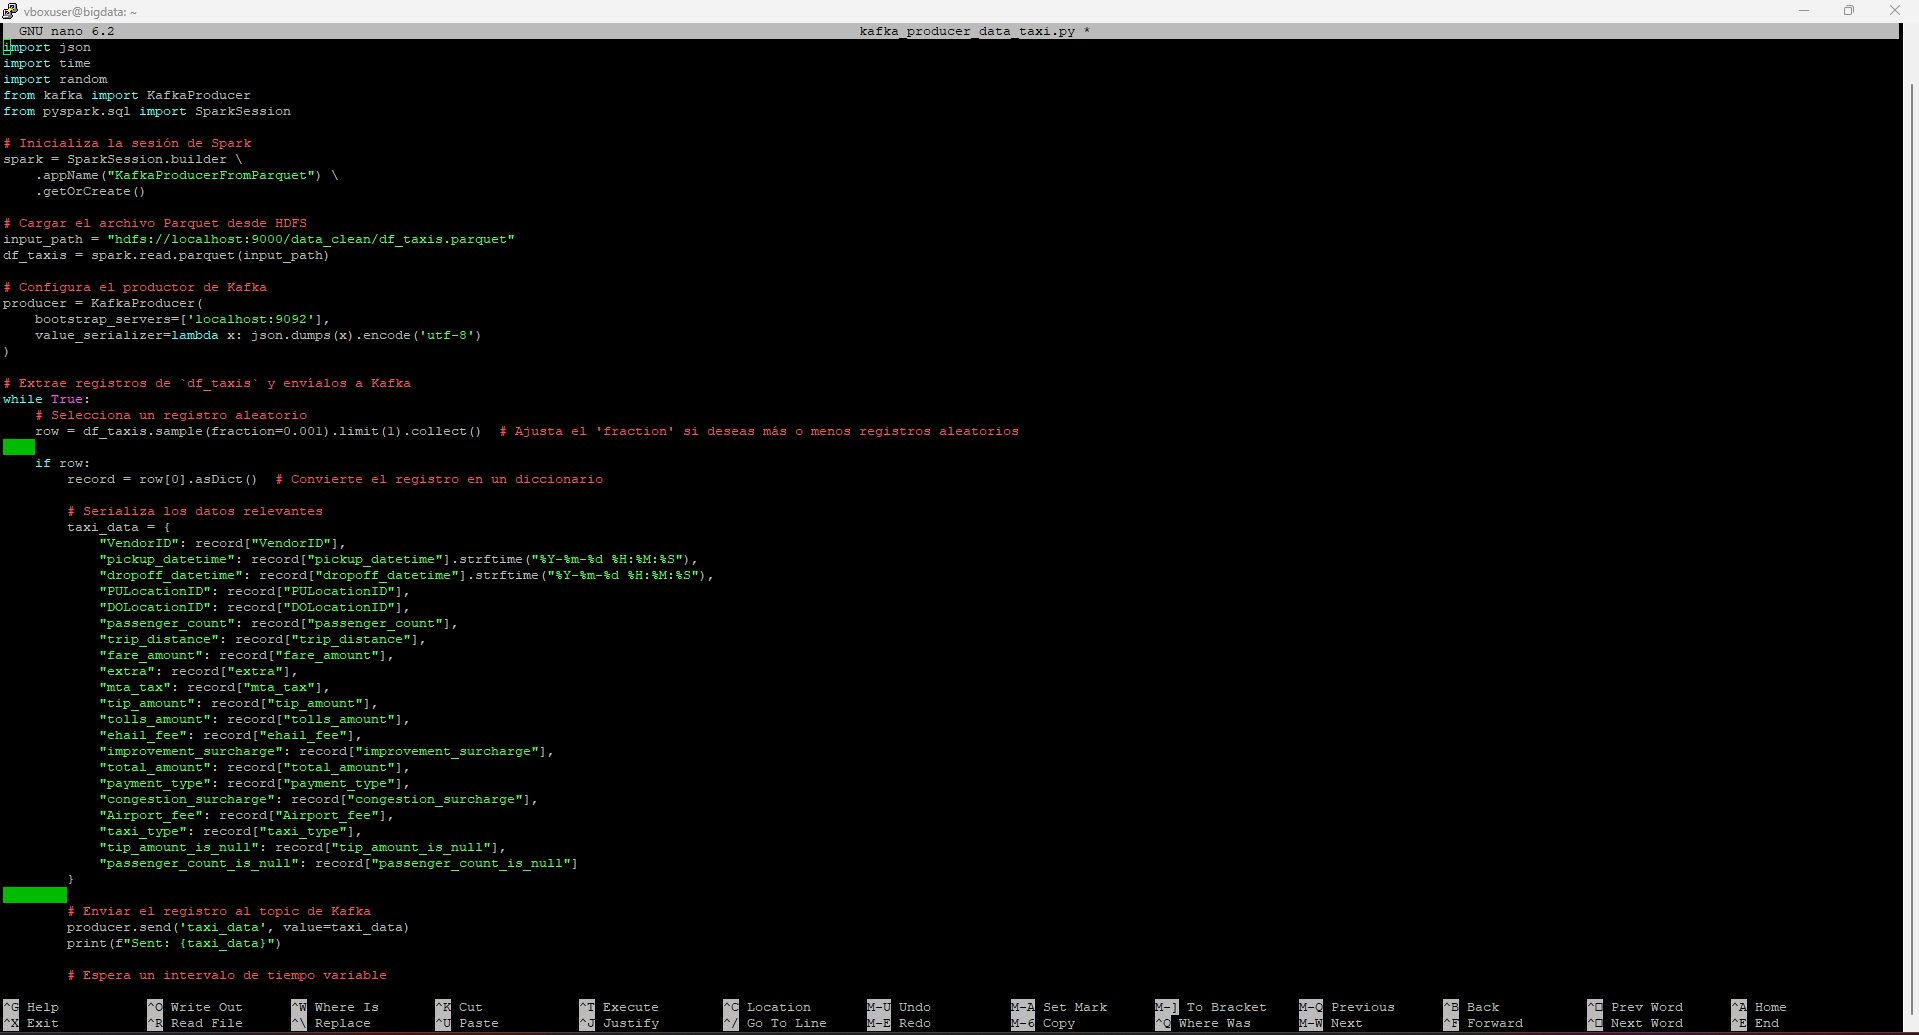 vboxuser@bigdata: ~
GNU nano 6.2 kafka_producer_data_taxi.py *
import json
import time
import random
from kafka import KafkaProducer
from pyspark.sql import SparkSession
# Inicializa la sesión de Spark
spark = SparkSession.builder \
    .appName("KafkaProducerFromParquet") \
    .getOrCreate()
# Cargar el archivo Parquet desde HDFS
input_path = "hdfs://localhost:9000/data_clean/df_taxis.parquet"
df_taxis = spark.read.parquet(input_path)
# Configura el productor de Kafka
producer = KafkaProducer(
    bootstrap_servers=['localhost:9092'],
    value_serializer=lambda x: json.dumps(x).encode('utf-8')
)
# Extrae registros de `df_taxis` y envíalos a Kafka
while True:
    # Selecciona un registro aleatorio
    row = df_taxis.sample(fraction=0.001).limit(1).collect()  # Ajusta el 'fraction' si deseas más o menos registros aleatorios
    if row:
        record = row[0].asDict()  # Convierte el registro en un diccionario
        # Serializa los datos relevantes
        taxi_data = {
            "VendorID": record["VendorID"],
            "pickup_datetime": record["pickup_datetime"].strftime("%Y-%m-%d %H:%M:%S"),
            "dropoff_datetime": record["dropoff_datetime"].strftime("%Y-%m-%d %H:%M:%S"),
            "PULocationID": record["PULocationID"],
            "DOLocationID": record["DOLocationID"],
            "passenger_count": record["passenger_count"],
            "trip_distance": record["trip_distance"],
            "fare_amount": record["fare_amount"],
            "extra": record["extra"],
            "mta_tax": record["mta_tax"],
            "tip_amount": record["tip_amount"],
            "tolls_amount": record["tolls_amount"],
            "ehail_fee": record["ehail_fee"],
            "improvement_surcharge": record["improvement_surcharge"],
            "total_amount": record["total_amount"],
            "payment_type": record["payment_type"],
            "congestion_surcharge": record["congestion_surcharge"],
            "Airport_fee": record["Airport_fee"],
            "taxi_type": record["taxi_type"],
            "tip_amount_is_null": record["tip_amount_is_null"],
            "passenger_count_is_null": record["passenger_count_is_null"]
        }
        # Enviar el registro al topic de Kafka
        producer.send('taxi_data', value=taxi_data)
        print(f"Sent: {taxi_data}")
        # Espera un intervalo de tiempo variable
^G Help ^O Write Out ^W Where Is ^K Cut ^T Execute ^C Location M-U Undo M-A Set Mark M-] To Bracket M-Q Previous ^B Back ^□ Prev Word ^A Home
^X Exit ^R Read File ^\ Replace ^U Paste ^J Justify ^/ Go To Line M-E Redo M-6 Copy ^Q Where Was M-W Next ^F Forward ^□ Next Word ^E End